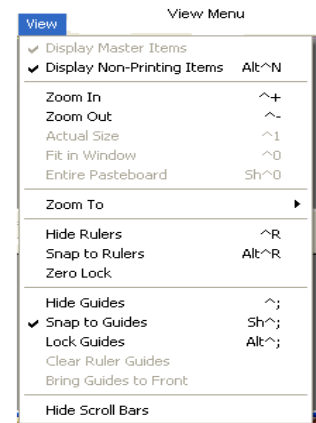 View Menu
View
Display Master Items
Display Non-Printing Items Alt^N
Zoom In ^+
Zoom Out ^-
Actual Size ^1
Fit in Window ^0
Entire Pasteboard Sh^0
Zoom To
Hide Rulers ^R
Snap to Rulers Alt^R
Zero Lock
Hide Guides ^;
Snap to Guides Sh^;
Lock Guides Alt^;
Clear Ruler Guides
Bring Guides to Front
Hide Scroll Bars